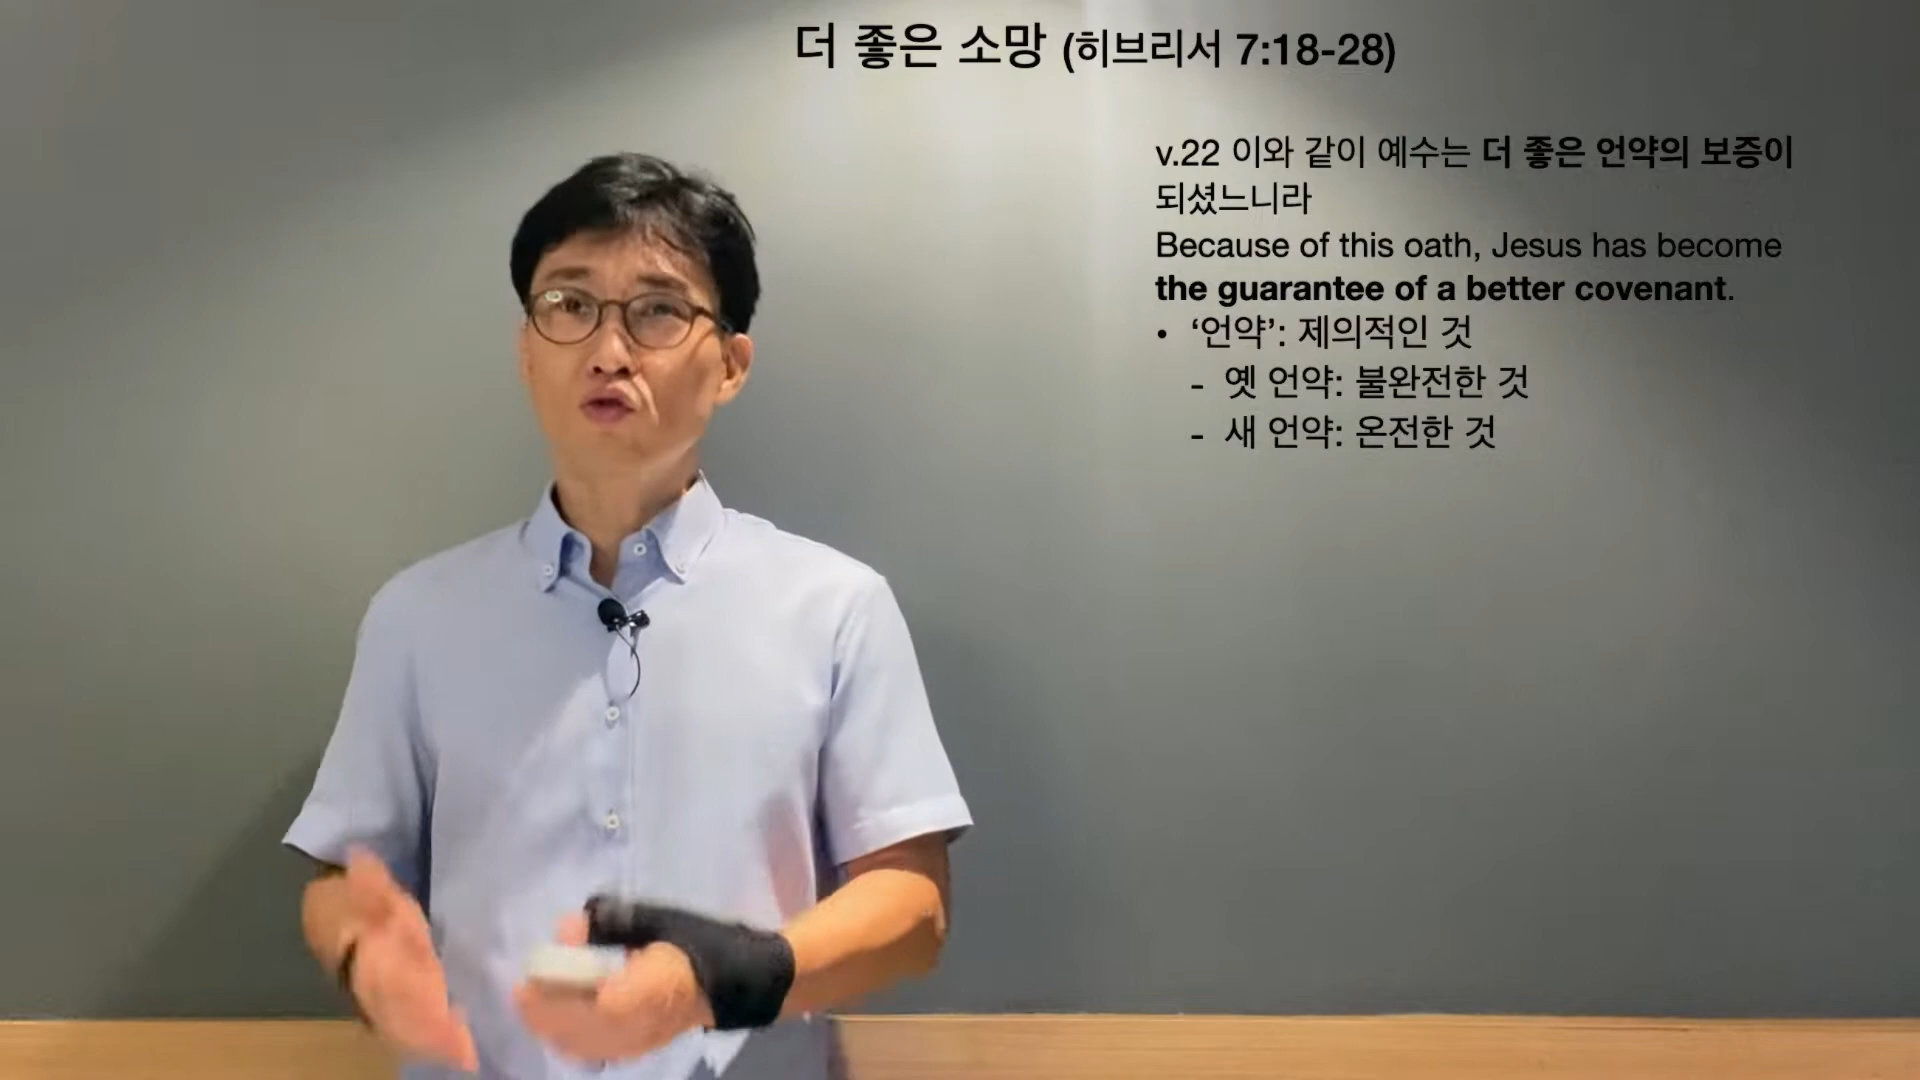 더 좋은 소망 (히브리서 7:18-28)
v.22 이와 같이 예수는 더 좋은 언약의 보증이
되셨느니라
Because of this oath, Jesus has become
the guarantee of a better covenant.
• ‘언약’: 제의적인 것
- 옛 언약: 불완전한 것
- 새 언약: 온전한 것